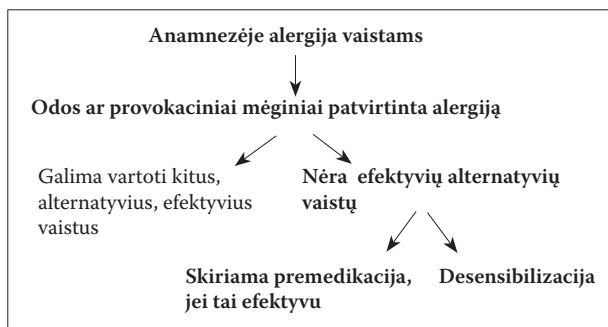 Anamnezėje alergija vaistams
Odos ar provokaciniai mėginiai patvirtinta alergiją
Galima vartoti kitus,
alternatyvius, efektyvius
vaistus
Nėra efektyvių alternatyvių
vaistų
Skiriama premedikacija,
jei tai efektyvu
Desensibilizacija